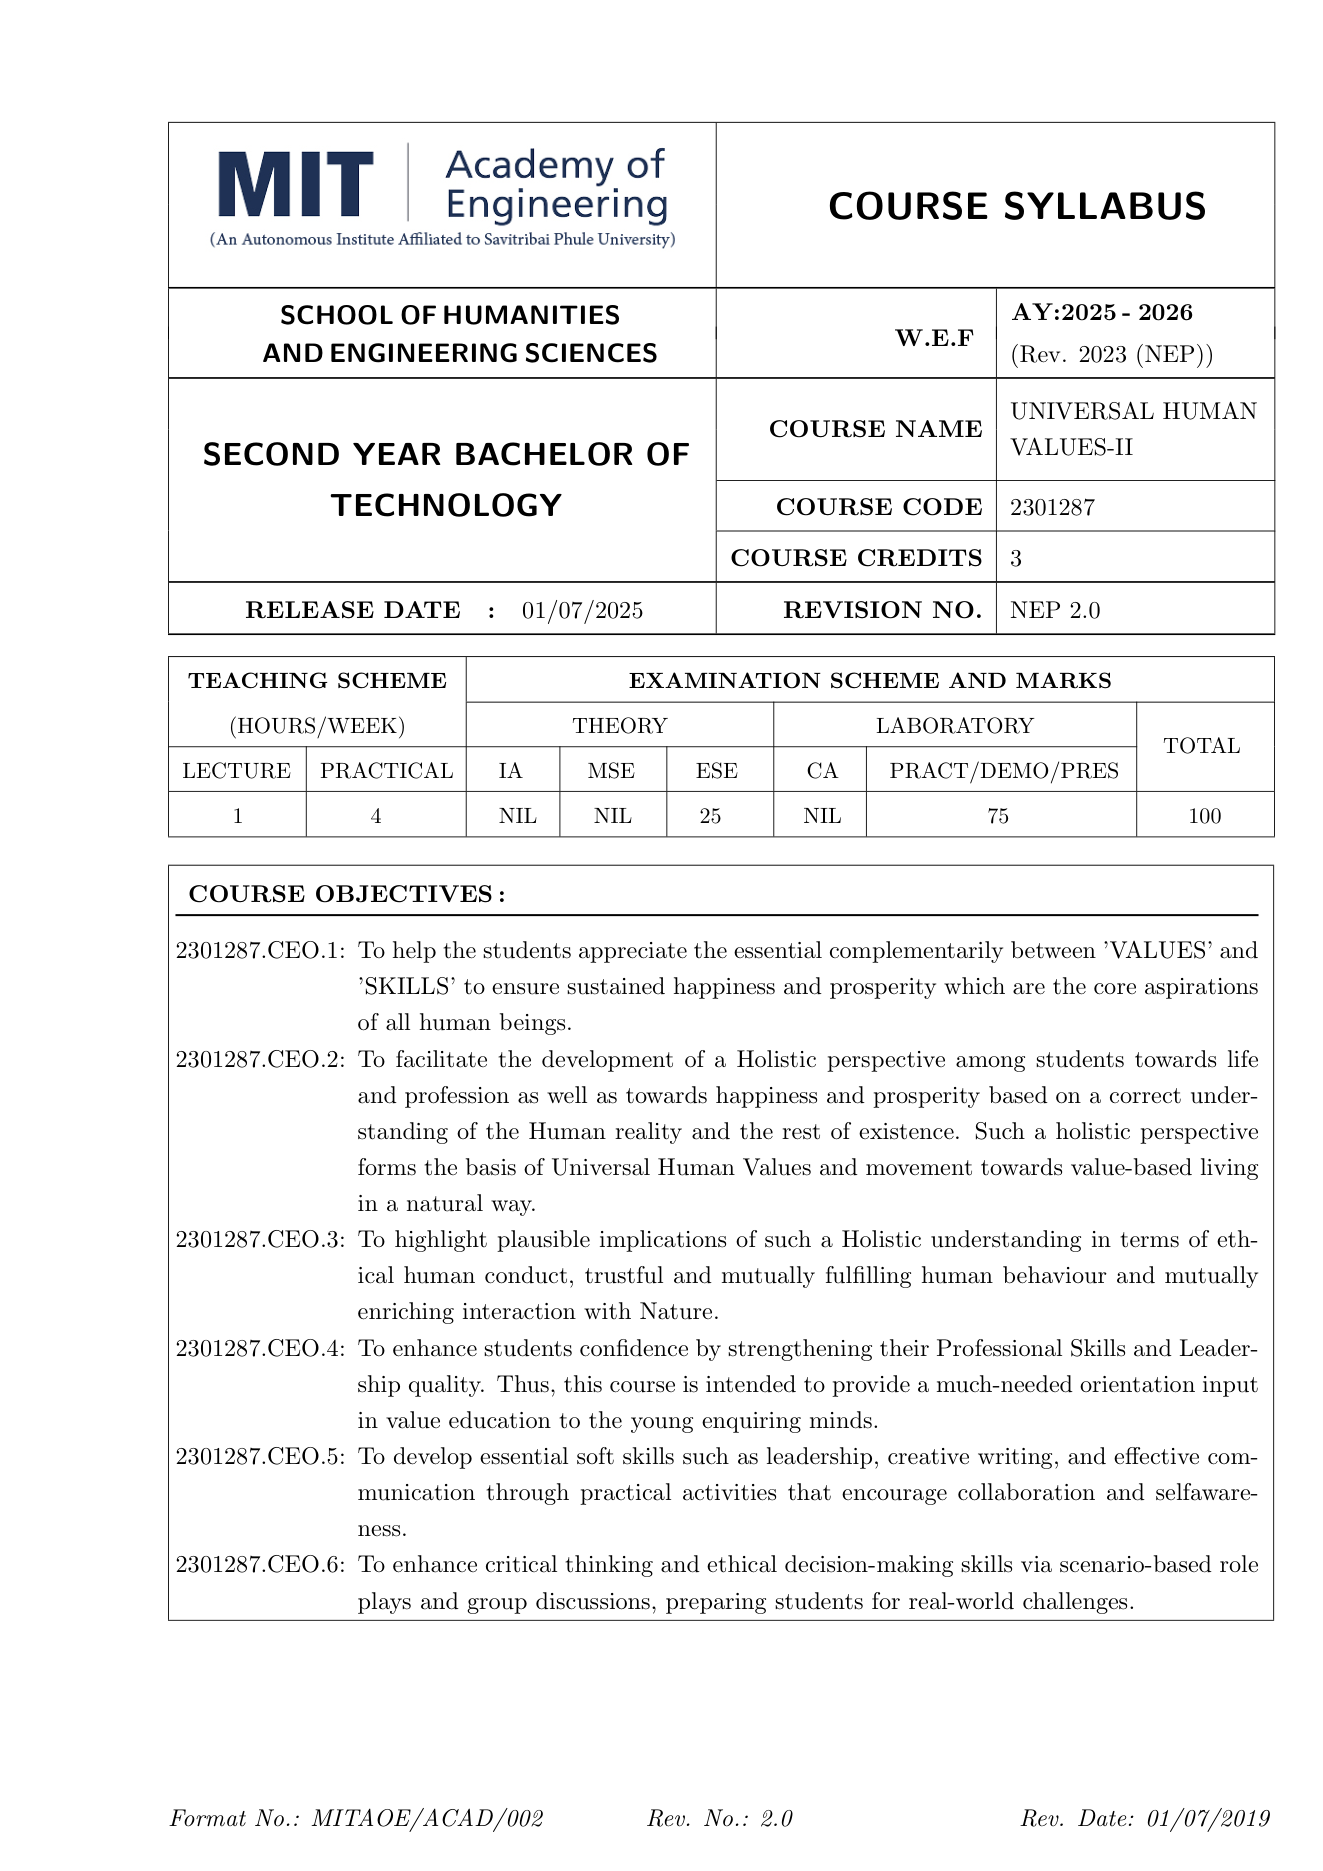 MIT Academy of Engineering
(An Autonomous Institute Affiliated to Savitribai Phule University)
COURSE SYLLABUS
SCHOOL OF HUMANITIES
AND ENGINEERING SCIENCES
W.E.F
AY:2025 - 2026
(Rev. 2023 (NEP))
SECOND YEAR BACHELOR OF
TECHNOLOGY
COURSE NAME
UNIVERSAL HUMAN
VALUES-II
COURSE CODE 2301287
COURSE CREDITS 3
RELEASE DATE : 01/07/2025 REVISION NO. NEP 2.0
TEACHING SCHEME EXAMINATION SCHEME AND MARKS
(HOURS/WEEK) THEORY LABORATORY TOTAL
LECTURE PRACTICAL IA MSE ESE CA PRACT/DEMO/PRES
1 4 NIL NIL 25 NIL 75 100
COURSE OBJECTIVES :
2301287.CEO.1: To help the students appreciate the essential complementarily between 'VALUES' and
'SKILLS' to ensure sustained happiness and prosperity which are the core aspirations
of all human beings.
2301287.CEO.2: To facilitate the development of a Holistic perspective among students towards life
and profession as well as towards happiness and prosperity based on a correct under-
standing of the Human reality and the rest of existence. Such a holistic perspective
forms the basis of Universal Human Values and movement towards value-based living
in a natural way.
2301287.CEO.3: To highlight plausible implications of such a Holistic understanding in terms of eth-
ical human conduct, trustful and mutually fulfilling human behaviour and mutually
enriching interaction with Nature.
2301287.CEO.4: To enhance students confidence by strengthening their Professional Skills and Leader-
ship quality. Thus, this course is intended to provide a much-needed orientation input
in value education to the young enquiring minds.
2301287.CEO.5: To develop essential soft skills such as leadership, creative writing, and effective com-
munication through practical activities that encourage collaboration and selfaware-
ness.
2301287.CEO.6: To enhance critical thinking and ethical decision-making skills via scenario-based role
plays and group discussions, preparing students for real-world challenges.
Format No.: MITAOE/ACAD/002 Rev. No.: 2.0 Rev. Date: 01/07/2019